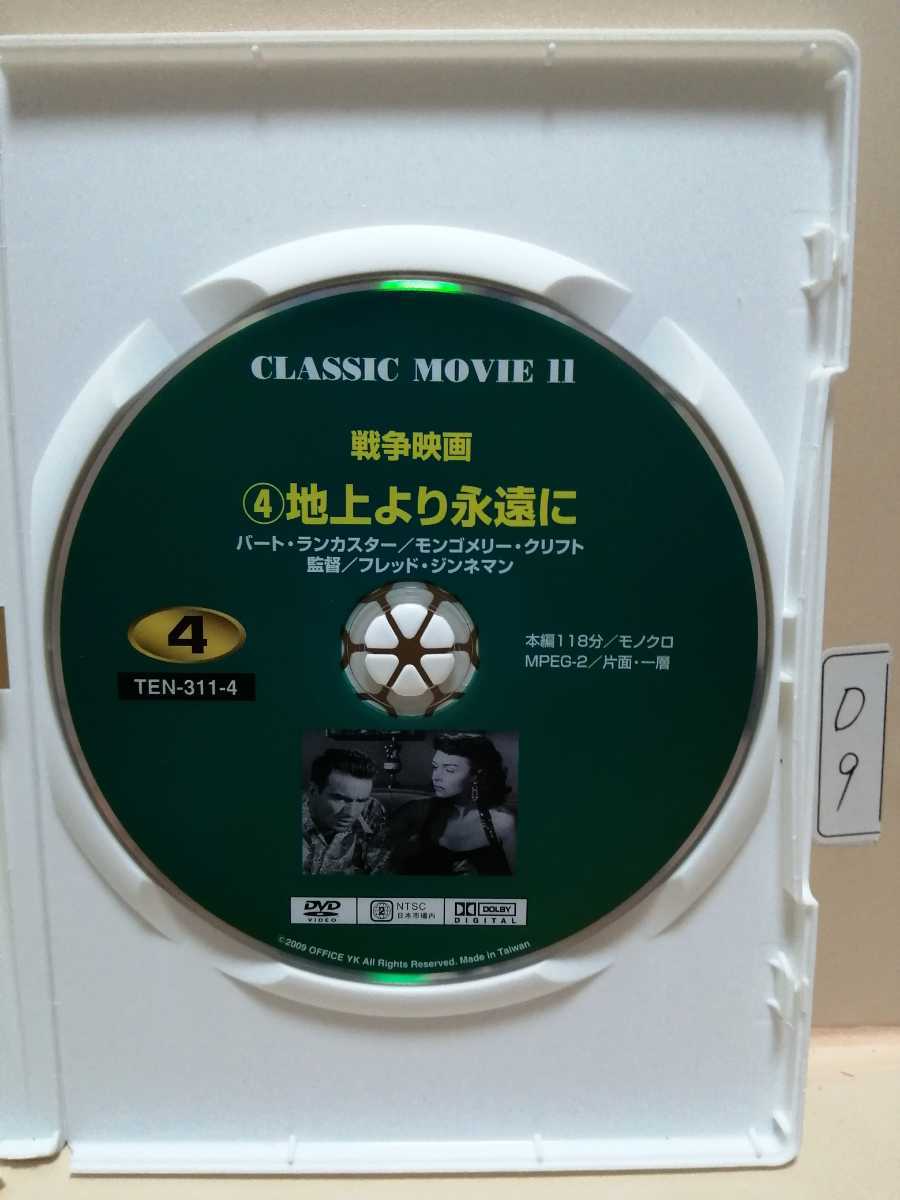 CLASSIC MOVIE 11
戦争映画
④地上より永遠に
バート・ランカスター／モンゴメリー・クリフト
監督／フレッド・ジンネマン
4
TEN-311-4
本編118分／モノクロ
MPEG-2／片面・一層
DVD
VIDEO
2
NTSC
日本市場内
DOLBY
DIGITAL
©2009 OFFICE YK All Rights Reserved. Made in Taiwan
D
9